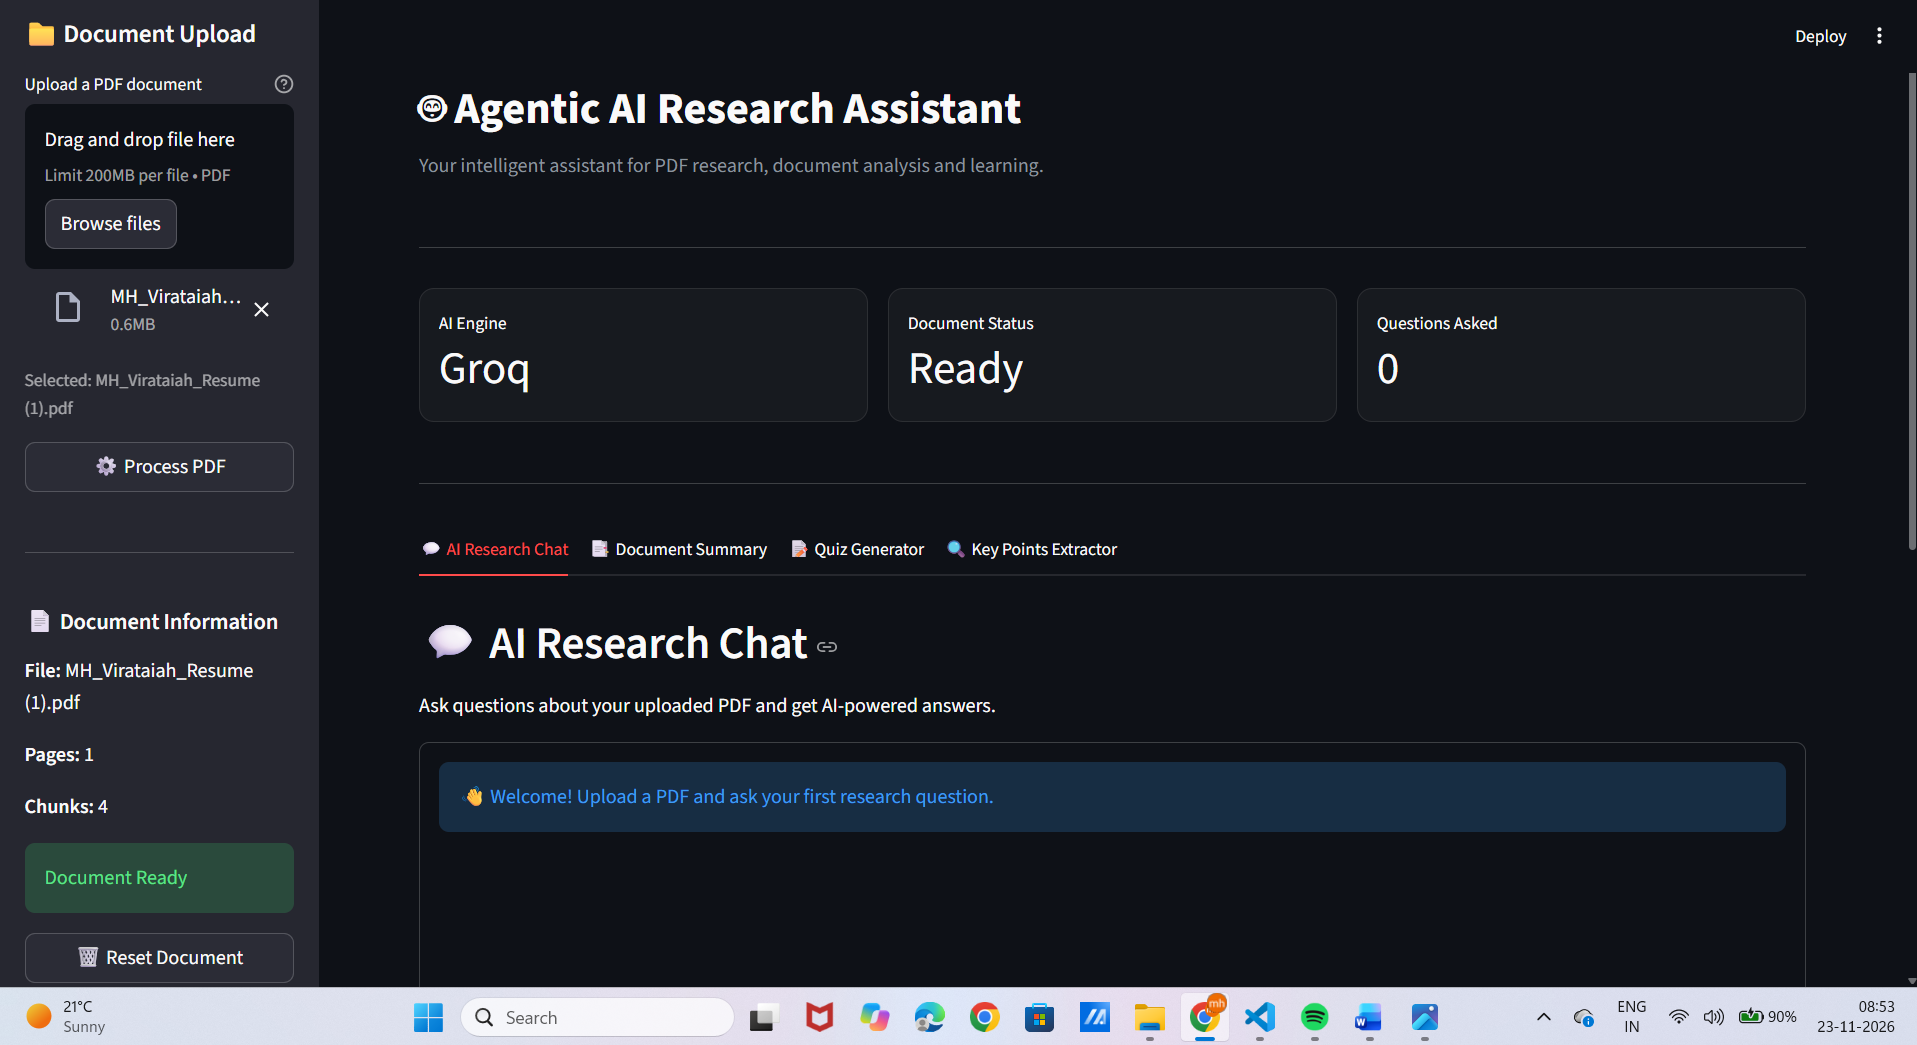 Document Upload
Upload a PDF document
Drag and drop file here
Limit 200MB per file • PDF
Browse files
MH_Virataiah...
0.6MB
Selected: MH_Virataiah_Resume
(1).pdf
Process PDF
Document Information
File: MH_Virataiah_Resume
(1).pdf
Pages: 1
Chunks: 4
Document Ready
Reset Document
Deploy
Agentic AI Research Assistant
Your intelligent assistant for PDF research, document analysis and learning.
AI Engine
Groq
Document Status
Ready
Questions Asked
0
AI Research Chat
Document Summary
Quiz Generator
Key Points Extractor
AI Research Chat
Ask questions about your uploaded PDF and get AI-powered answers.
Welcome! Upload a PDF and ask your first research question.
21°C
Sunny
Search
mh
ENG
IN
90%
08:53
23-11-2026